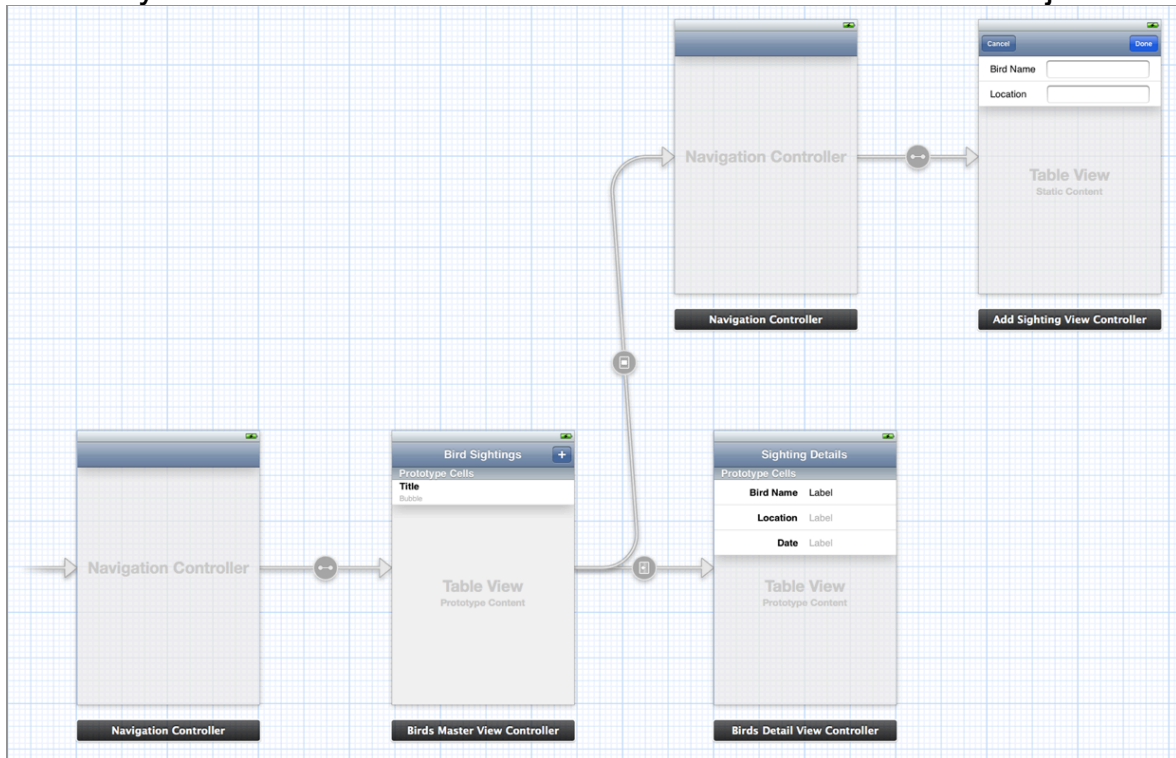 Cancel
Done
Bird Name
Location
Navigation Controller
Table View
Static Content
Navigation Controller
Add Sighting View Controller
Bird Sightings
+
Prototype Cells
Title
Bubble
Sighting Details
Prototype Cells
Bird Name Label
Location Label
Date Label
Navigation Controller
Table View
Prototype Content
Table View
Prototype Content
Navigation Controller
Birds Master View Controller
Birds Detail View Controller